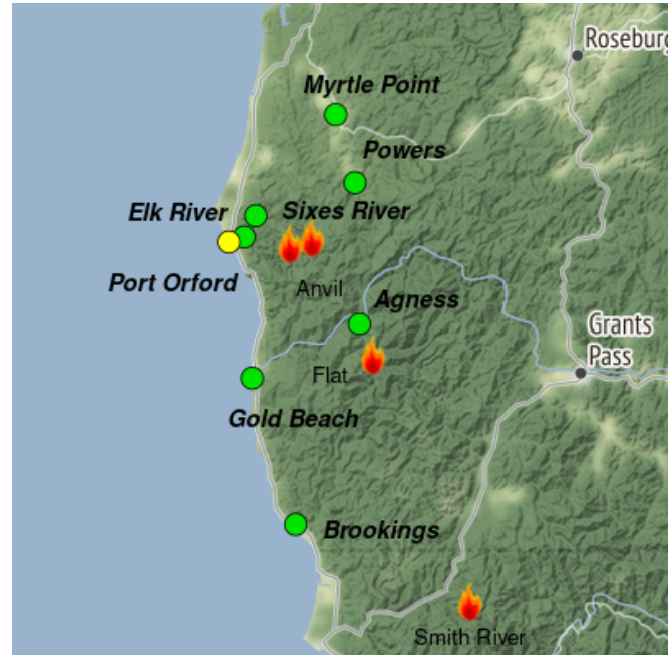 Roseburg
Myrtle Point
Powers
Elk River
Sixes River
Port Orford
Anvil
Agness
Grants
Pass
Flat
Gold Beach
Brookings
Smith River